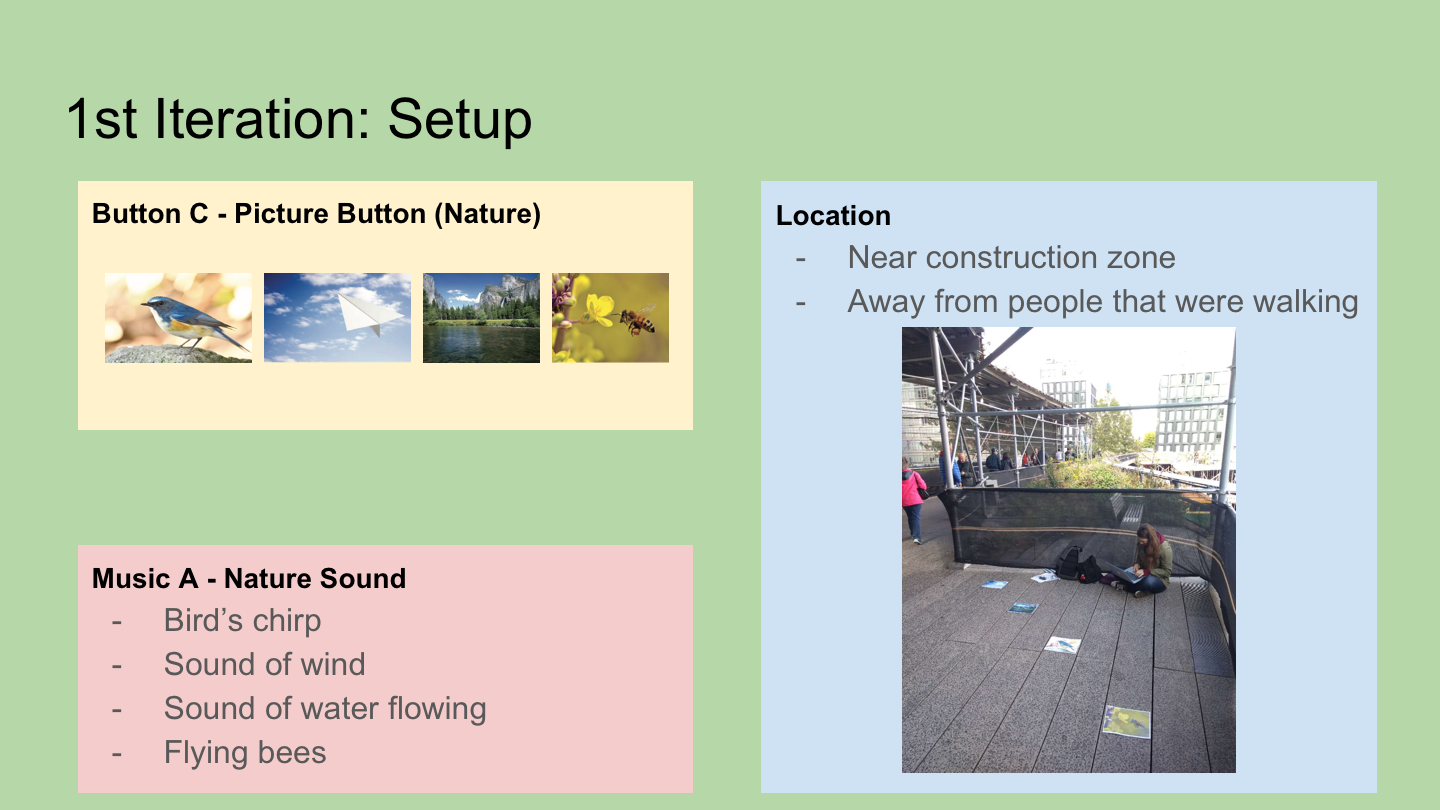 1st Iteration: Setup
Button C - Picture Button (Nature)
Music A - Nature Sound
- Bird’s chirp
- Sound of wind
- Sound of water flowing
- Flying bees
Location
- Near construction zone
- Away from people that were walking